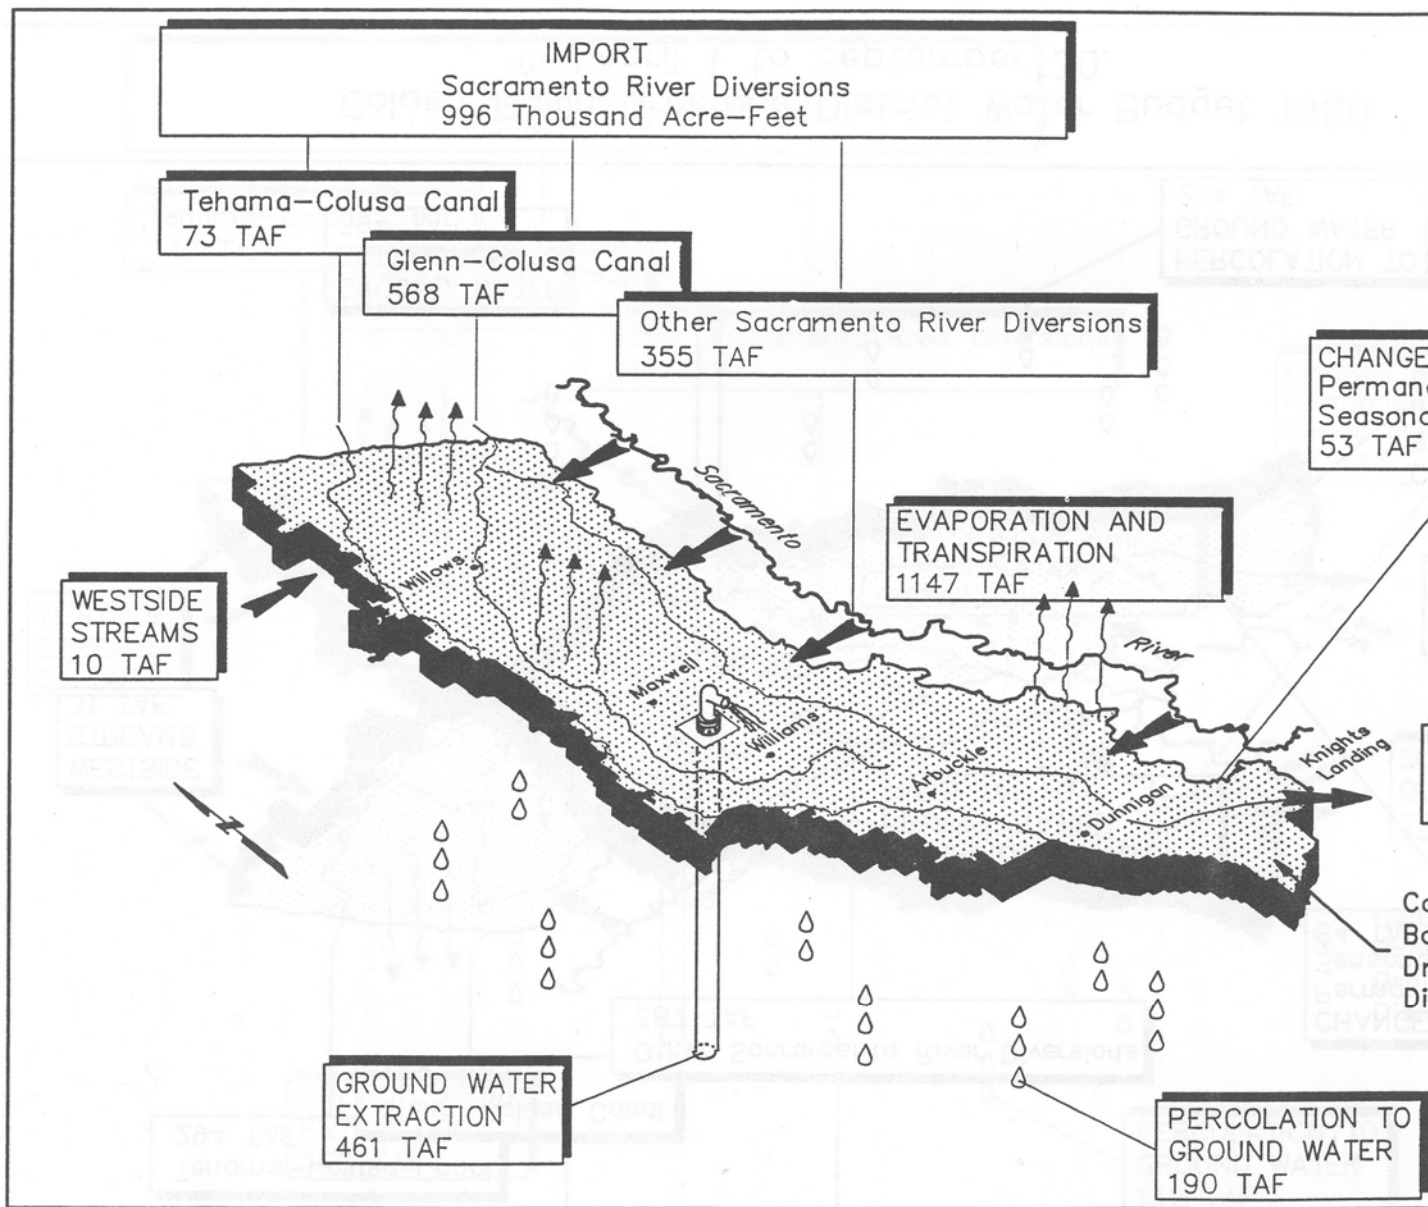 IMPORT
Sacramento River Diversions
996 Thousand Acre-Feet
Tehama-Colusa Canal
73 TAF
Glenn-Colusa Canal
568 TAF
Other Sacramento River Diversions
355 TAF
CHANGE
Seasona
53 TAF
Sacramento
River
EVAPORATION AND
TRANSPIRATION
1147 TAF
WESTSIDE
STREAMS
10 TAF
Willows
Maxwell
Williams
Arbuckle
Dunnigan
Knights
Landing
N
GROUND WATER
EXTRACTION
461 TAF
PERCOLATION TO
GROUND WATER
190 TAF